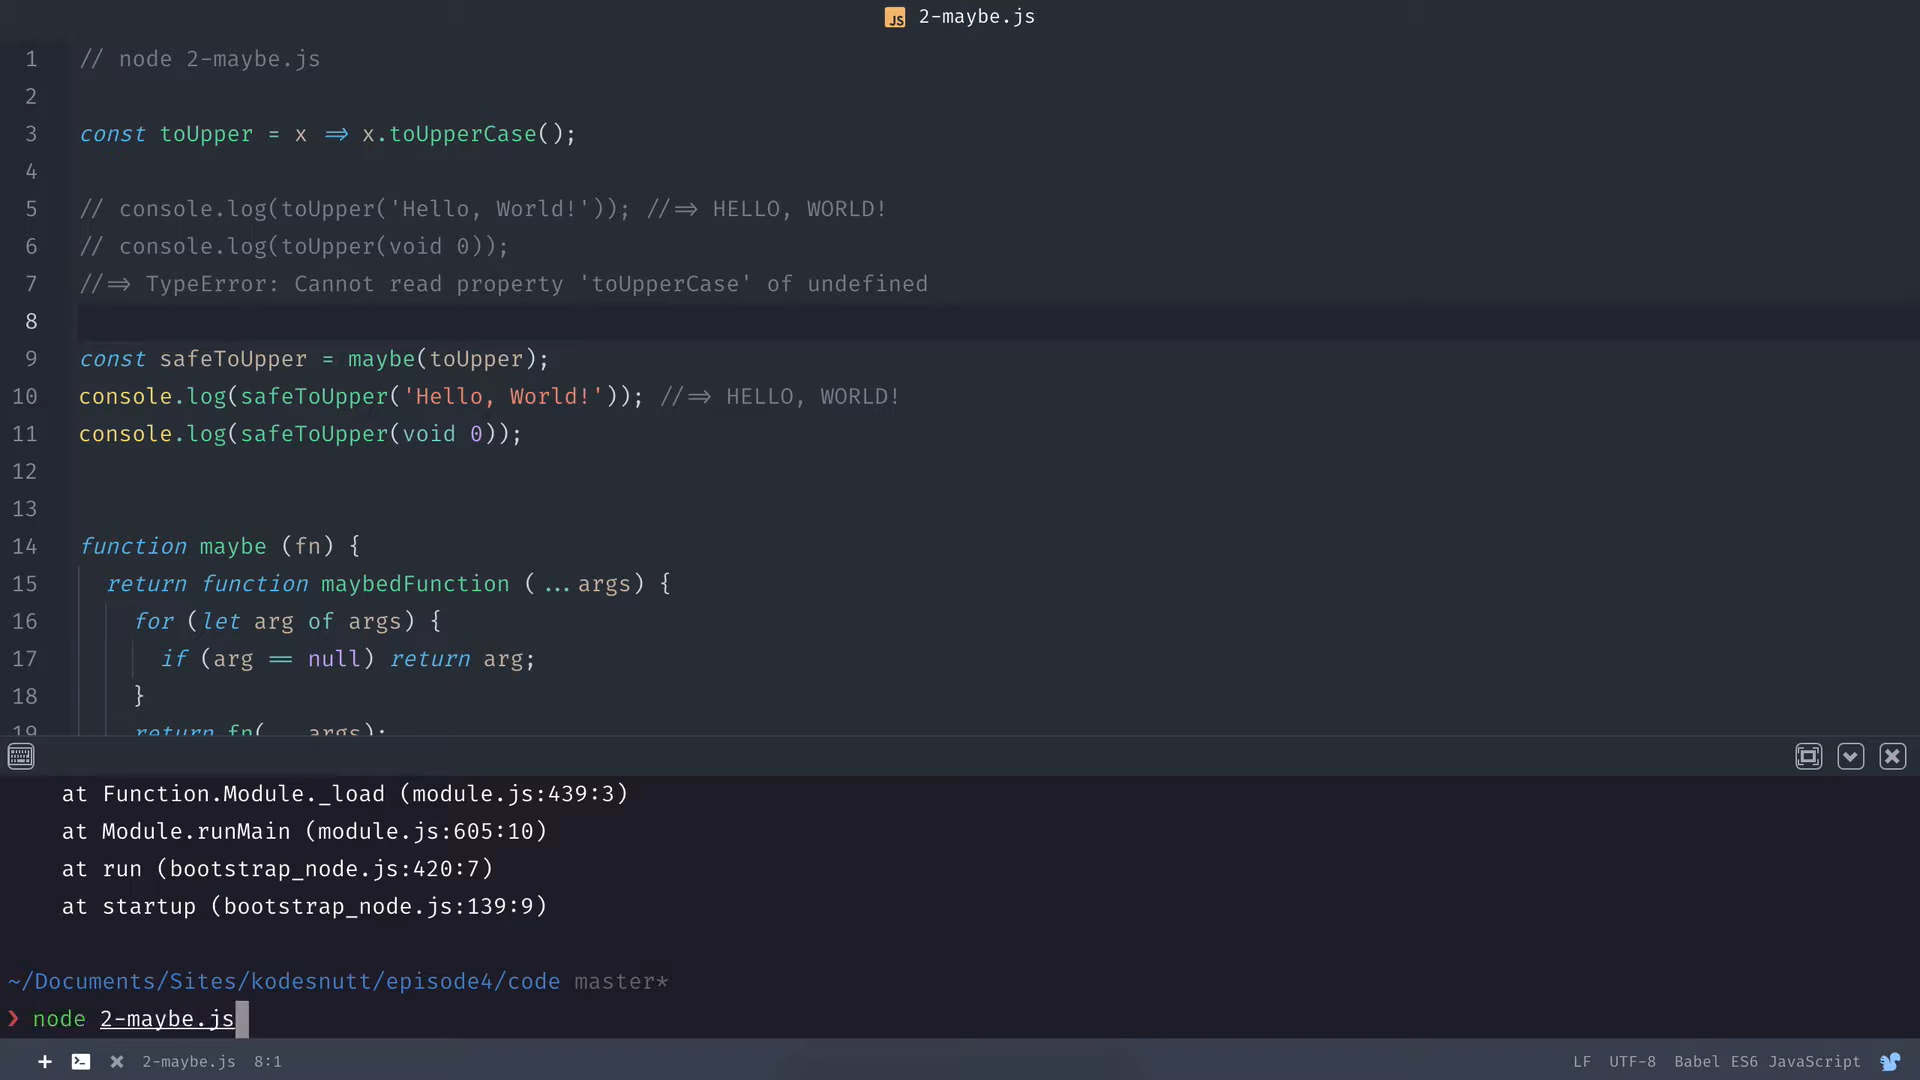 JS 2-maybe.js
1 // node 2-maybe.js
2
3 const toUpper = x => x.toUpperCase();
4
5 // console.log(toUpper('Hello, World!')); //=> HELLO, WORLD!
6 // console.log(toUpper(void 0));
7 //=> TypeError: Cannot read property 'toUpperCase' of undefined
8
9 const safeToUpper = maybe(toUpper);
10 console.log(safeToUpper('Hello, World!')); //=> HELLO, WORLD!
11 console.log(safeToUpper(void 0));
12
13
14 function maybe (fn) {
15 return function maybedFunction (...args) {
16 for (let arg of args) {
17 if (arg == null) return arg;
18 }
19 return fn(...args);
at Function.Module._load (module.js:439:3)
at Module.runMain (module.js:605:10)
at run (bootstrap_node.js:420:7)
at startup (bootstrap_node.js:139:9)
~/Documents/Sites/kodesnutt/episode4/code master*
❯ node 2-maybe.js
2-maybe.js 8:1 LF UTF-8 Babel ES6 JavaScript